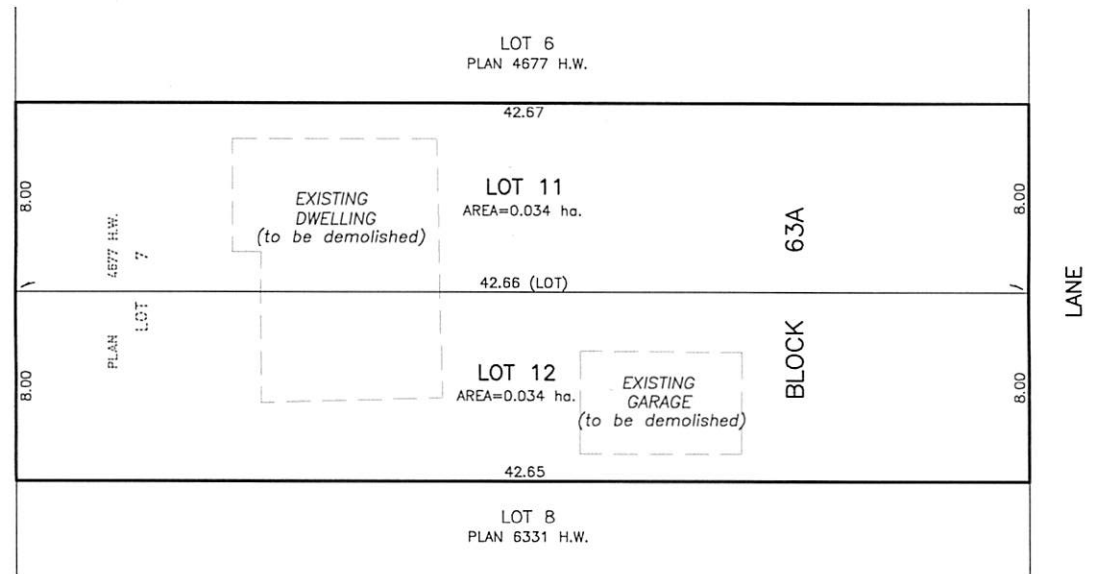 LOT 6
PLAN 4677 H.W.
42.67
8.00
8.00
EXISTING
DWELLING
(to be demolished)
LOT 11
AREA=0.034 ha.
PLAN 4677 H.W.
LOT 7
BLOCK 63A
LANE
42.66 (LOT)
8.00
8.00
LOT 12
AREA=0.034 ha.
EXISTING
GARAGE
(to be demolished)
42.65
LOT 8
PLAN 6331 H.W.